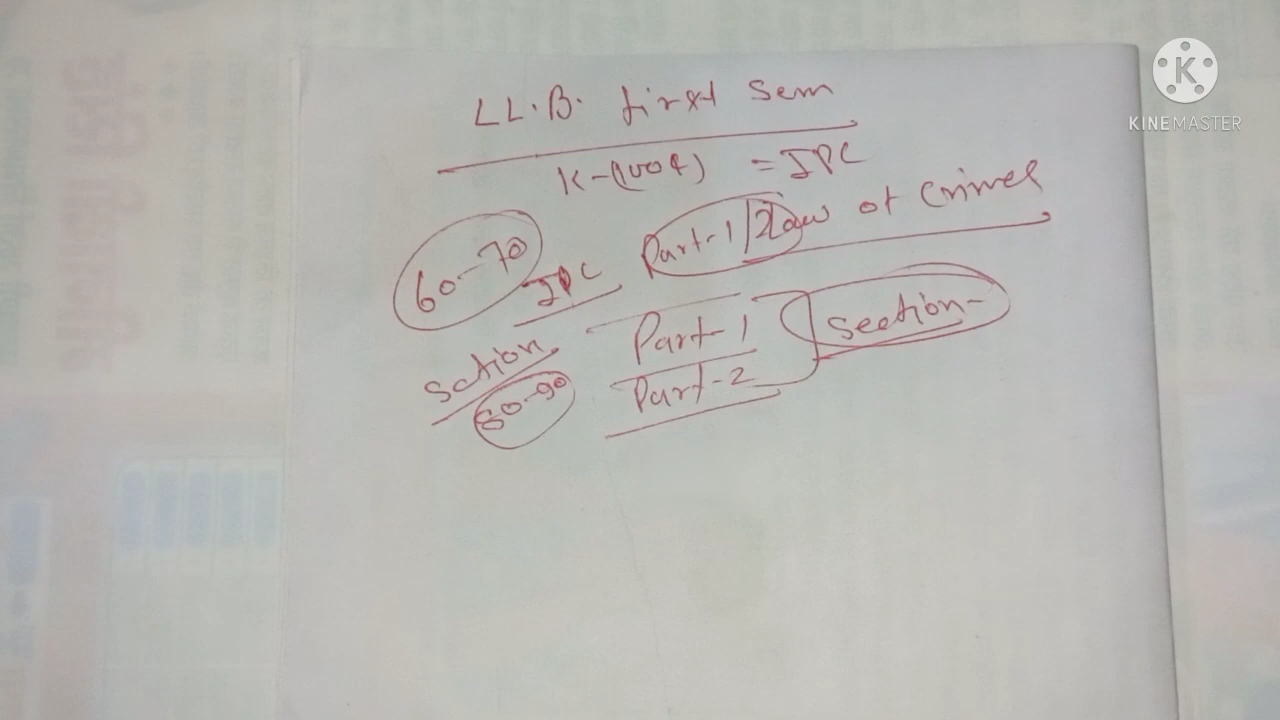 LL.B. first Sem
K-(1004) = IPC
60-70 IPC Part-1/2 Law of Crimes
Part-1 Section-
Sction Part-2
80-90
KINEMASTER